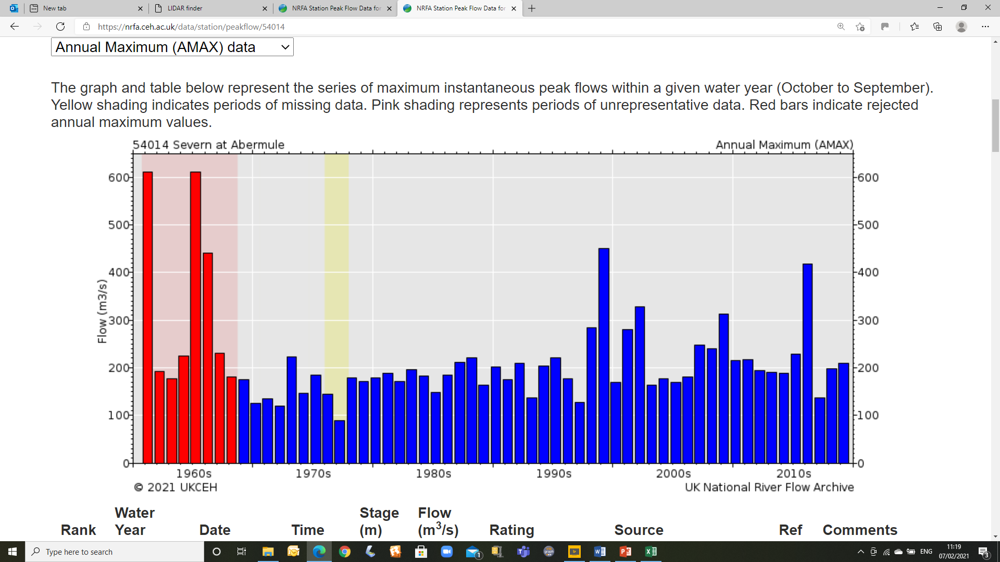 New tab
LIDAR finder
NRFA Station Peak Flow Data for
NRFA Station Peak Flow Data for
https://nrfa.ceh.ac.uk/data/station/peakflow/54014
Annual Maximum (AMAX) data
The graph and table below represent the series of maximum instantaneous peak flows within a given water year (October to September).
Yellow shading indicates periods of missing data. Pink shading represents periods of unrepresentative data. Red bars indicate rejected
annual maximum values.
54014 Severn at Abermule
Annual Maximum (AMAX)
600 600
500 500
400 400
300 300
200 200
100 100
0 0
Flow (m3/s)
1960s 1970s 1980s 1990s 2000s 2010s
© 2021 UKCEH
UK National River Flow Archive
Water Stage Flow
Rank Year Date Time (m) (m³/s) Rating Source Ref Comments
Type here to search
1
ENG
11:19
07/02/2021
3